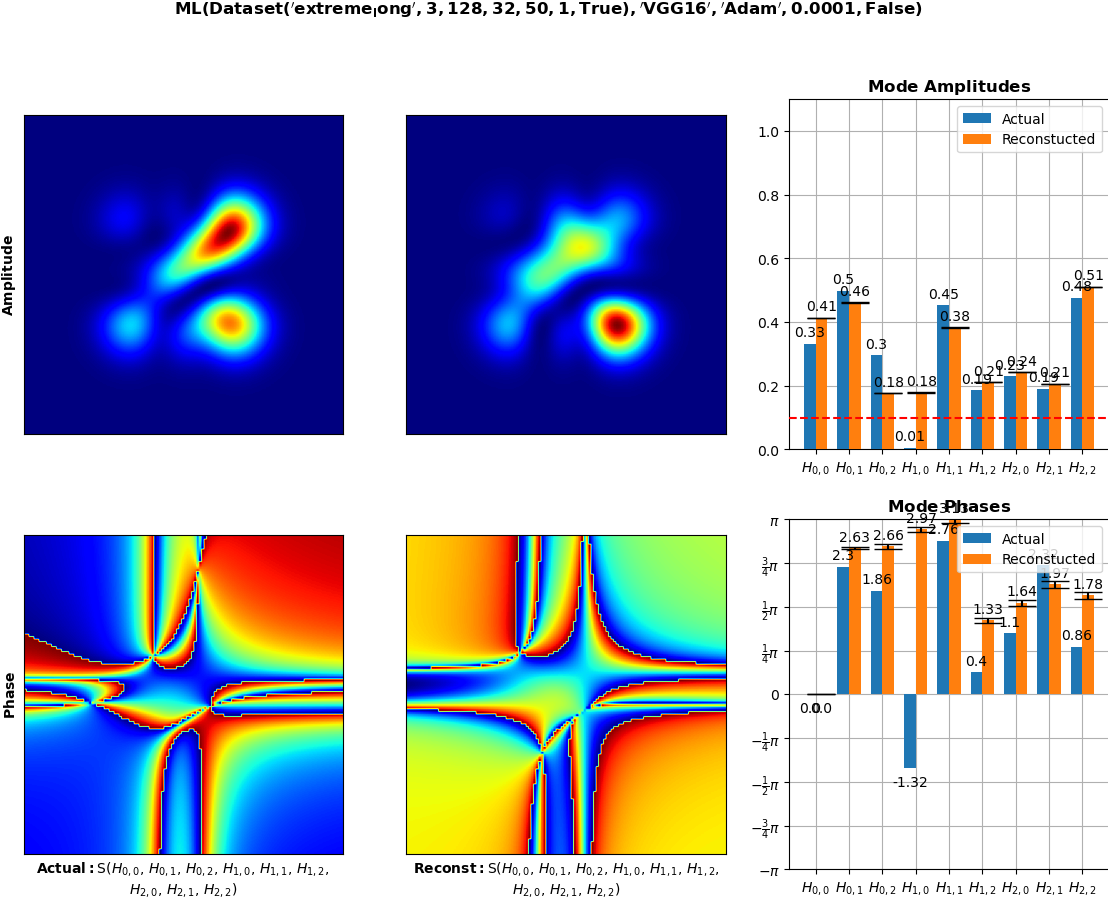 ML(Dataset('extreme_long', 3, 128, 32, 50, 1, True), 'VGG16', 'Adam', 0.0001, False)
Amplitude
Mode Amplitudes
Actual
Reconstucted
1.0
0.8
0.6
0.4
0.2
0.0
0.33
0.41
0.5
0.46
0.3
0.18
0.01
0.18
0.45
0.38
0.19
0.21
0.23
0.24
0.19
0.21
0.48
0.51
H0,0 H0,1 H0,2 H1,0 H1,1 H1,2 H2,0 H2,1 H2,2
Phase
Mode Phases
Actual
Reconstucted
π
3/4π
1/2π
1/4π
0
−1/4π
−1/2π
−3/4π
−π
0.0
0.0
2.3
2.63
1.86
2.66
-1.32
2.97
2.76
0.4
1.33
1.1
1.64
1.97
0.86
1.78
H0,0 H0,1 H0,2 H1,0 H1,1 H1,2 H2,0 H2,1 H2,2
Actual: S(H0,0, H0,1, H0,2, H1,0, H1,1, H1,2,
H2,0, H2,1, H2,2)
Reconst: S(H0,0, H0,1, H0,2, H1,0, H1,1, H1,2,
H2,0, H2,1, H2,2)